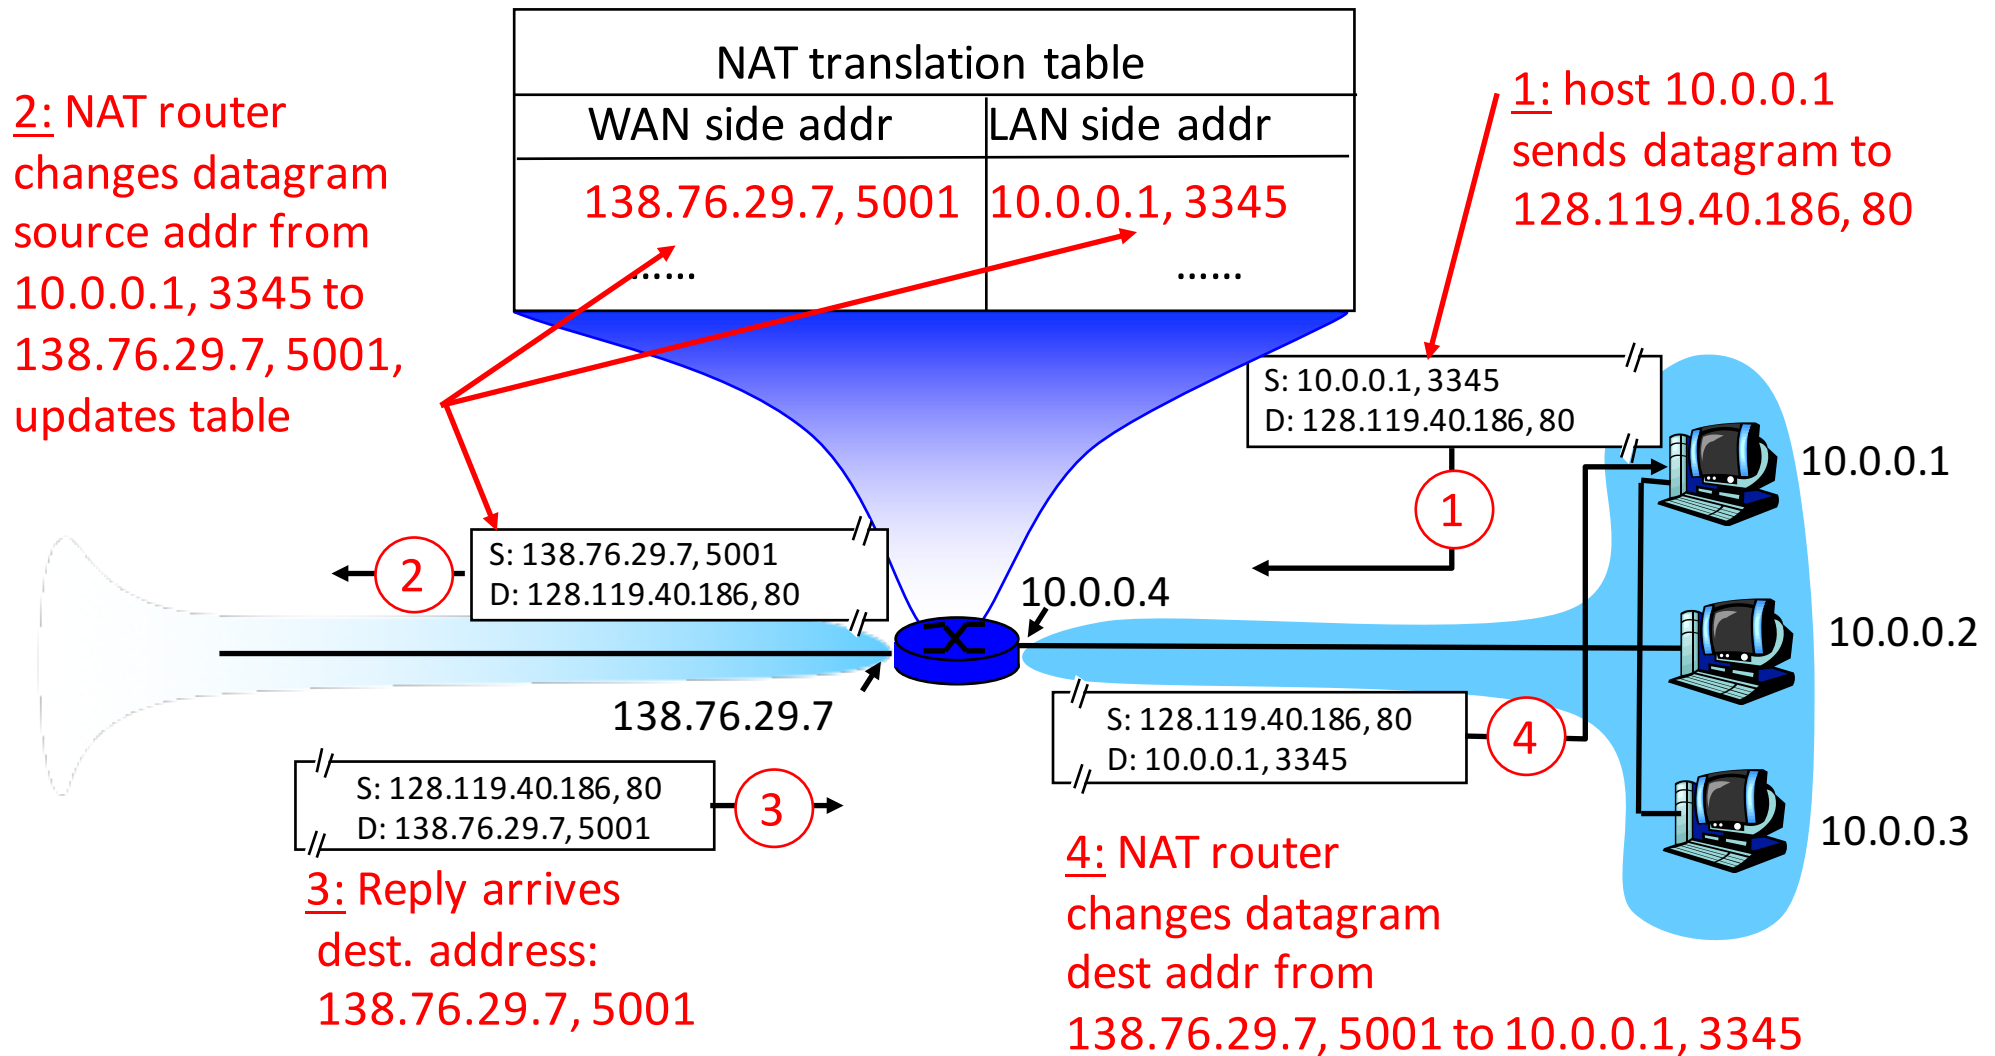 NAT translation table
WAN side addr
LAN side addr
138.76.29.7, 5001
10.0.0.1, 3345
......
......
2: NAT router
changes datagram
source addr from
10.0.0.1, 3345 to
138.76.29.7, 5001,
updates table
1: host 10.0.0.1
sends datagram to
128.119.40.186, 80
S: 10.0.0.1, 3345
D: 128.119.40.186, 80
1
10.0.0.1
S: 138.76.29.7, 5001
D: 128.119.40.186, 80
2
10.0.0.4
10.0.0.2
138.76.29.7
S: 128.119.40.186, 80
D: 10.0.0.1, 3345
4
S: 128.119.40.186, 80
D: 138.76.29.7, 5001
3
10.0.0.3
3: Reply arrives
dest. address:
138.76.29.7, 5001
4: NAT router
changes datagram
dest addr from
138.76.29.7, 5001 to 10.0.0.1, 3345